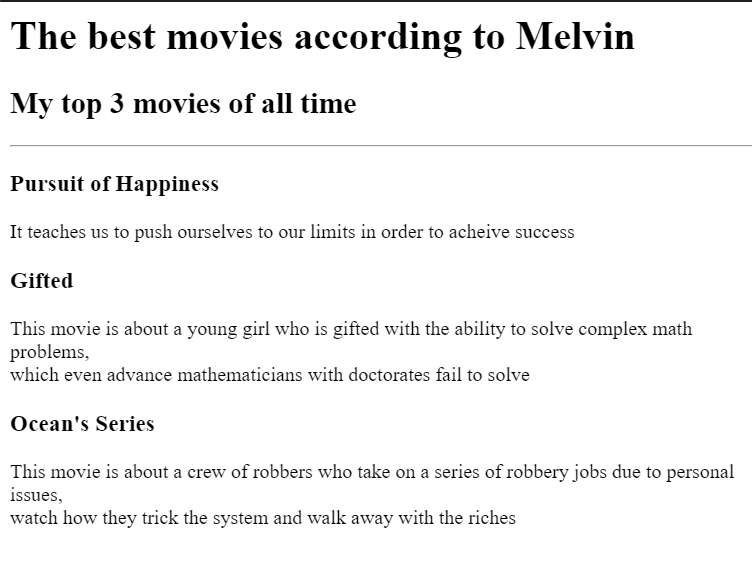 The best movies according to Melvin
My top 3 movies of all time
Pursuit of Happiness
It teaches us to push ourselves to our limits in order to acheive success
Gifted
This movie is about a young girl who is gifted with the ability to solve complex math
problems,
which even advance mathematicians with doctorates fail to solve
Ocean's Series
This movie is about a crew of robbers who take on a series of robbery jobs due to personal
issues,
watch how they trick the system and walk away with the riches